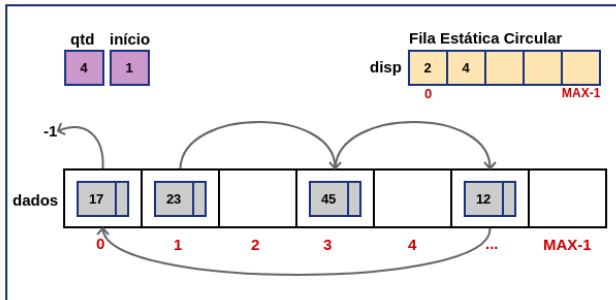 qtd início
4 1
Fila Estática Circular
disp 2 4
0 MAX-1
-1
dados 17 23 45 12
0 1 2 3 4 ... MAX-1